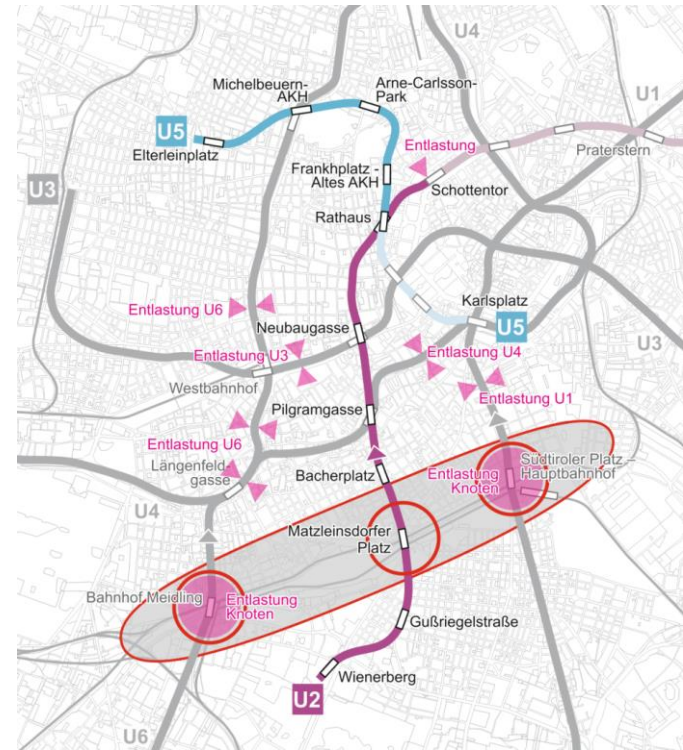 U4
Michelbeuern-
AKH
Arne-Carlsson-
Park
U1
U5
Elterleinplatz
Entlastung
Praterstern
Frankhplatz -
Altes AKH
Schottentor
U3
Rathaus
Entlastung U6
Neubaugasse
Karlsplatz
U5
U3
Entlastung U3
Entlastung U4
Westbahnhof
Entlastung U1
Pilgramgasse
Entlastung U6
Längenfeld-
gasse
Bacherplatz
Entlastung
Knoten
Südtiroler Platz –
Hauptbahnhof
U4
Matzleinsdorfer
Platz
Bahnhof Meidling
Entlastung
Knoten
Gußriegelstraße
Wienerberg
U2
U6